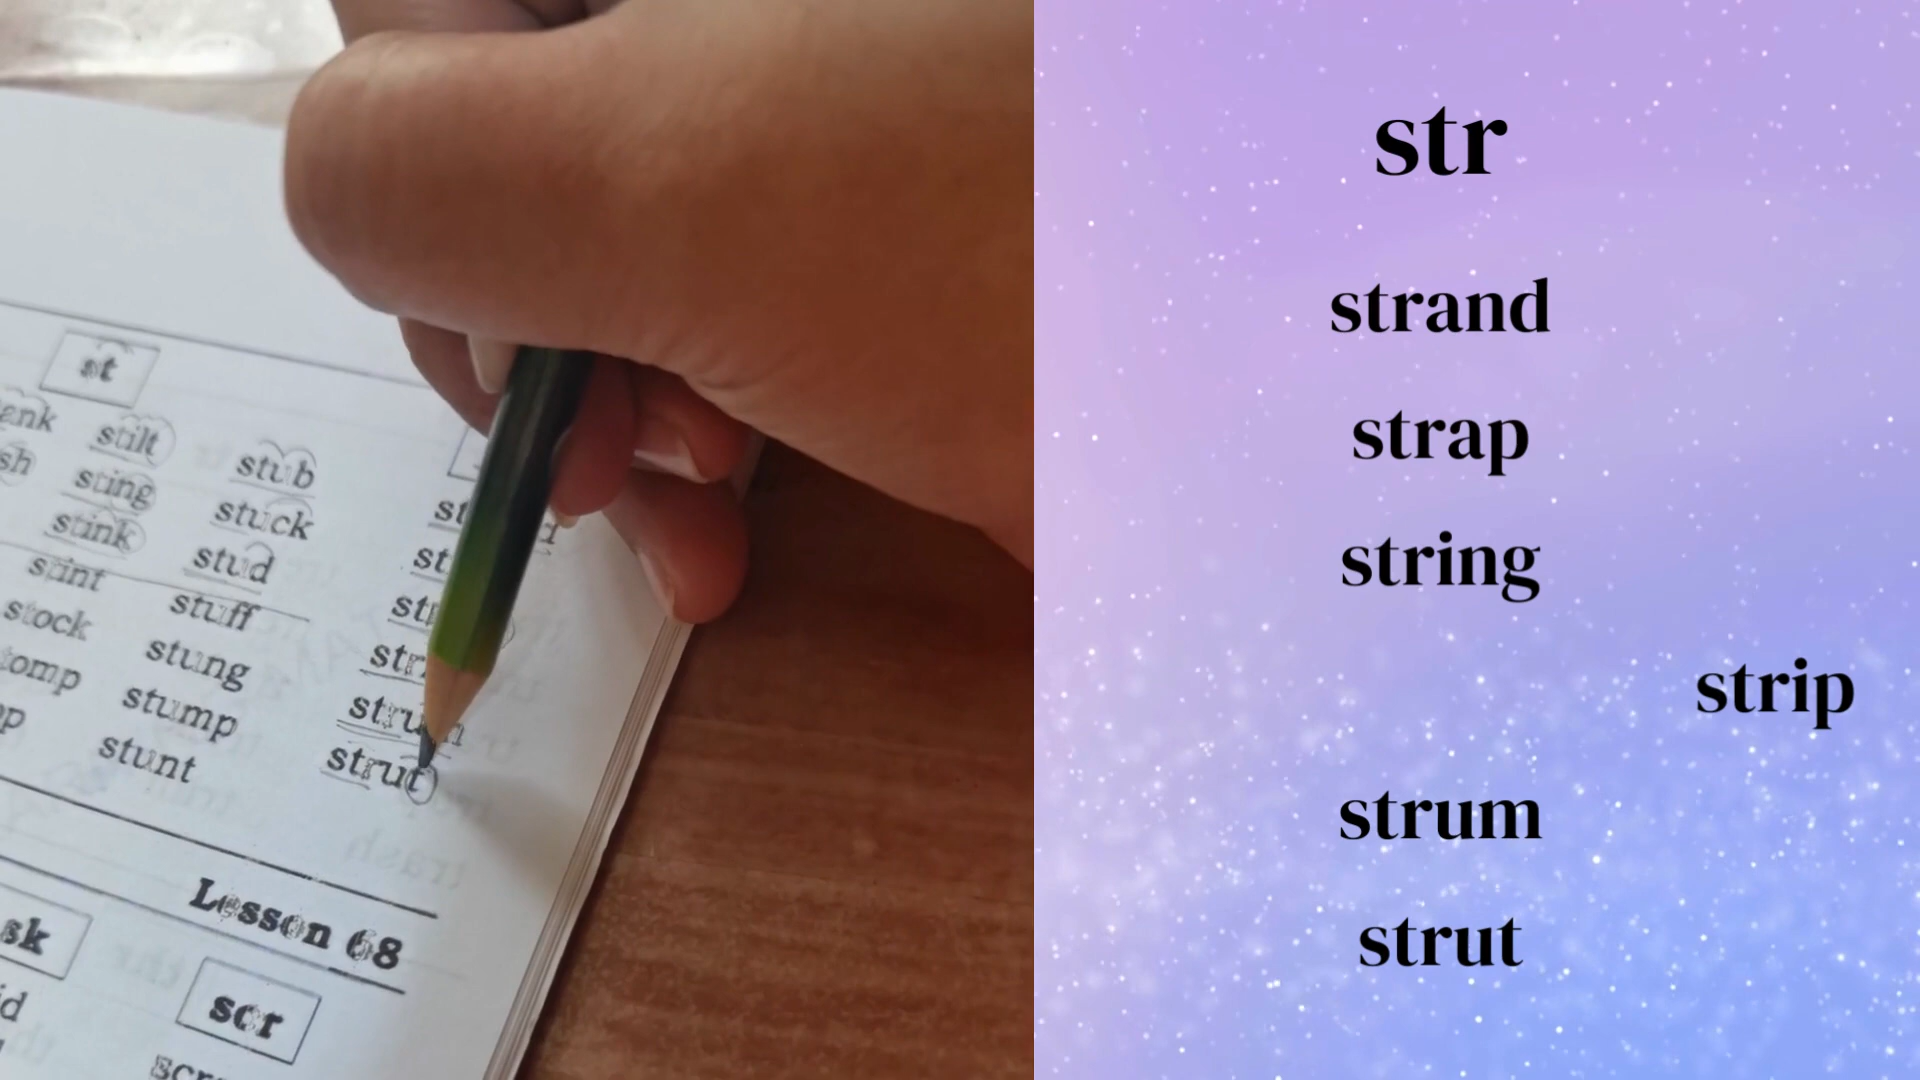 st
stilt stub
sting stuck
stink stud
stint stuff
stock stung
stump
stunt
strum
strut
Lesson 68
sk
scr
str
strand
strap
string
strip
strum
strut